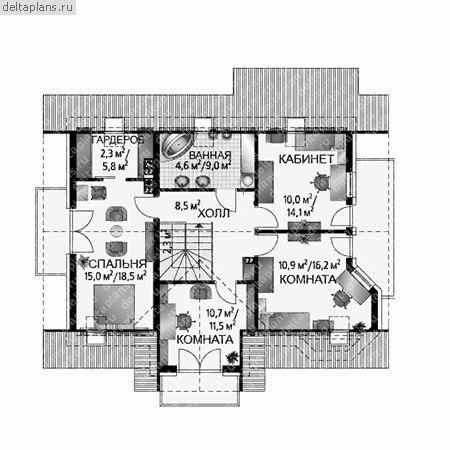 deltaplans.ru
ГАРДЕРОБ
2,3 м²/
5,8 м²
ВАННАЯ
4,6 м²/9,0 м²
КАБИНЕТ
10,0 м²/
14,1 м²
8,5 м²
ХОЛЛ
2,3 м²
СПАЛЬНЯ
15,0 м²/18,5 м²
10,9 м²/16,2 м²
КОМНАТА
10,7 м²/
11,5 м²
КОМНАТА